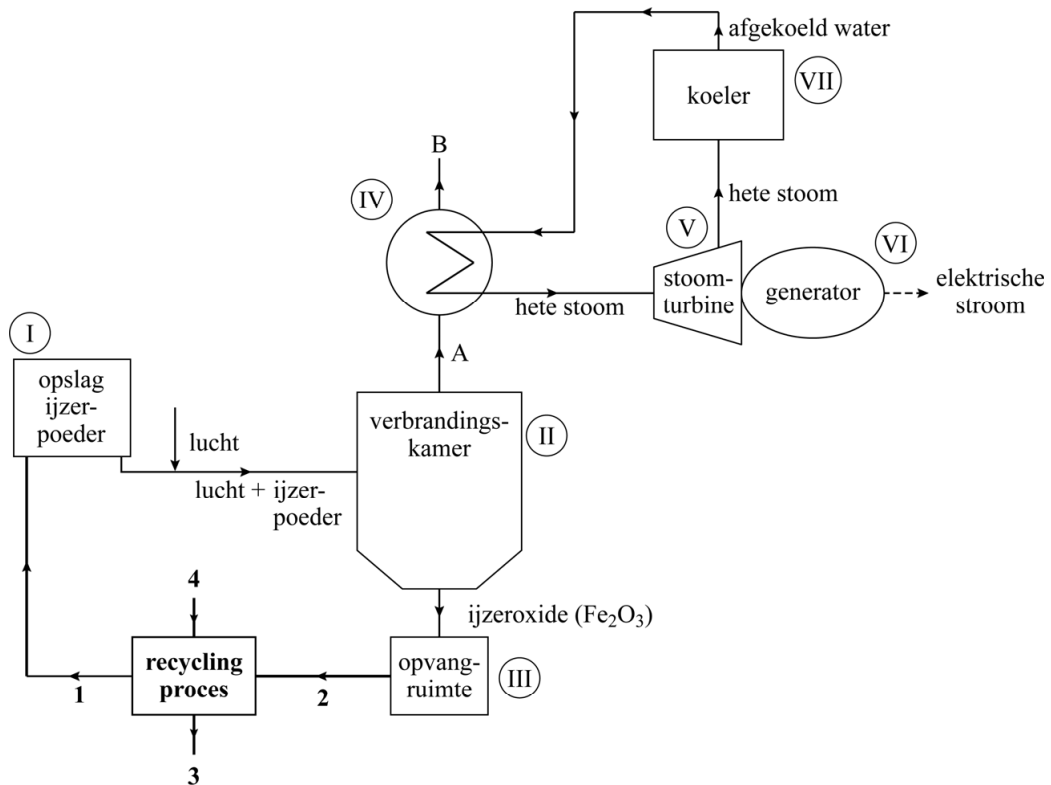 afgekoeld water
VII
koeler
B
IV
hete stoom
V
VI
stoom-
turbine
generator
elektrische
stroom
hete stoom
I
A
opslag
ijzer-
poeder
verbrandings-
kamer
II
lucht
lucht + ijzer-
poeder
4
ijzeroxide (Fe₂O₃)
recycling
proces
opvang-
ruimte
III
1
2
3